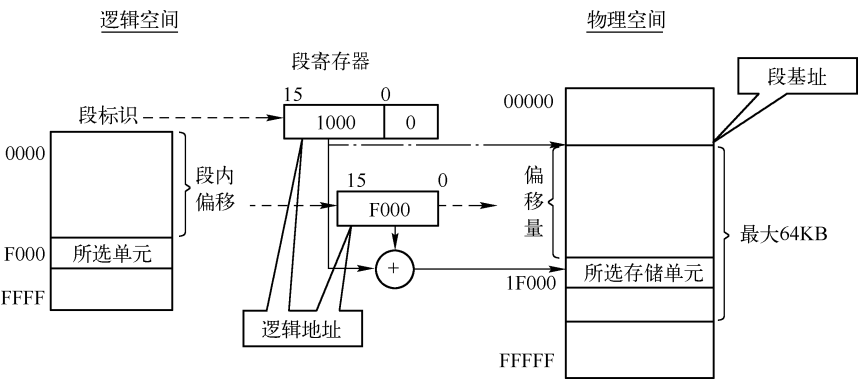 逻辑空间
物理空间
段寄存器
段基址
15 0
00000
段标识
1000 0
0000
段内
偏移
15 0
偏
移
量
F000
最大64KB
F000
所选单元
+
所选存储单元
1F000
FFFF
逻辑地址
FFFFF